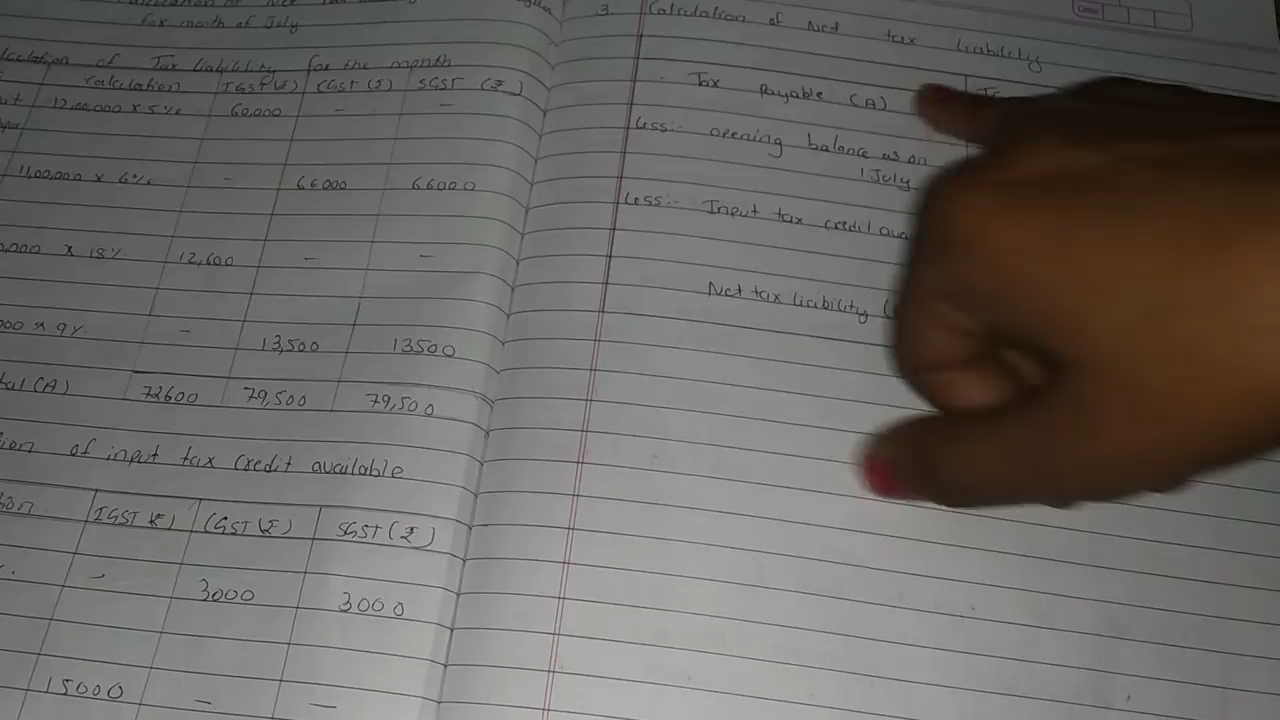 for month of July
Calculation of Tax liability for the month
Calculation IGST (₹) CGST (₹) SGST (₹)
12,00,000 x 5% 60,000 - -
11,00,000 x 6% - 66000 66000
000 x 18% 12,600 - -
000 x 9% - 13,500 13500
(A) 72600 79,500 79,500
of input tax credit available
IGST (₹) CGST (₹) SGST (₹)
- 3000 3000
15000 - -
3. Calculation of Net tax liability
Tax payable (A)
Less:- opening balance as on
1 July
Less:- Input tax credit
Net tax liability (